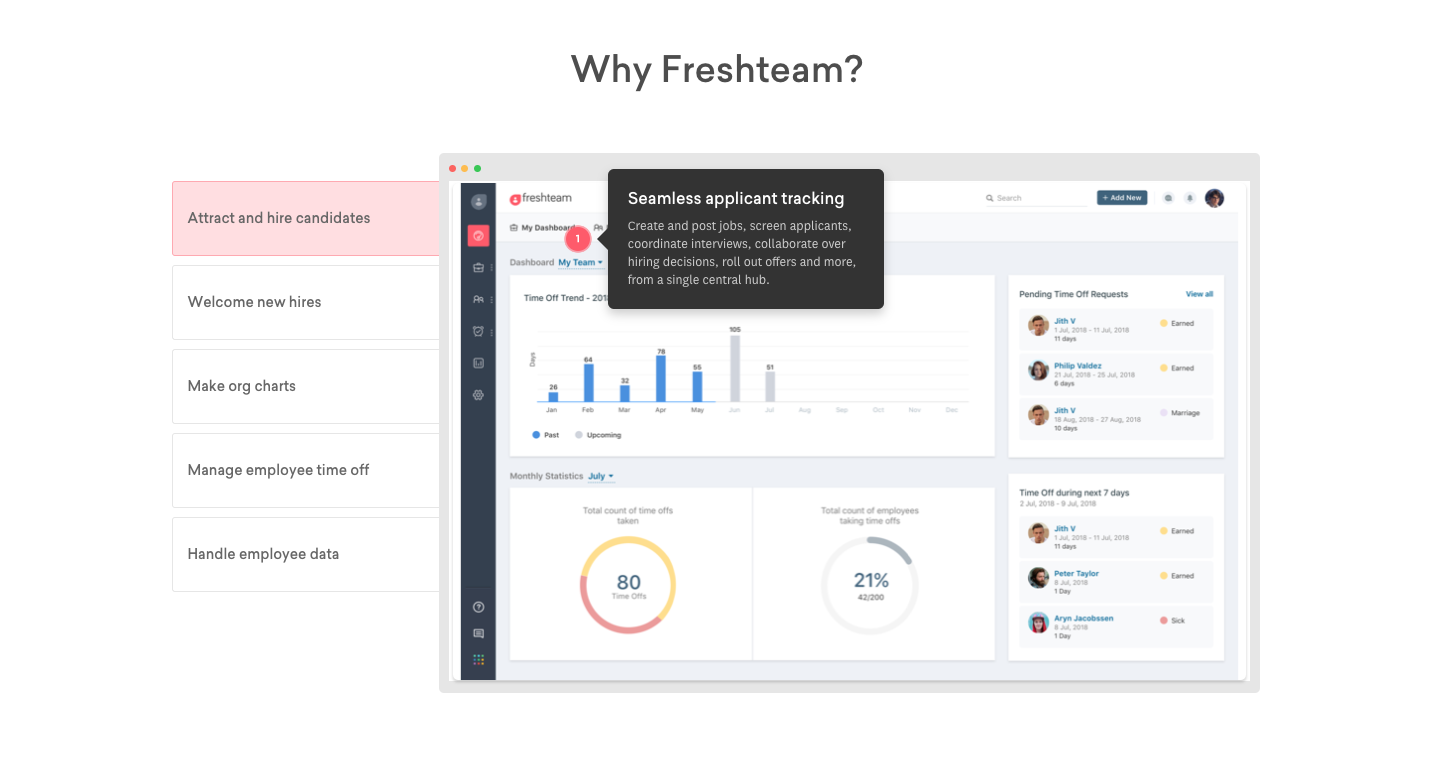 Why Freshteam?
Attract and hire candidates
Welcome new hires
Make org charts
Manage employee time off
Handle employee data
freshteam
Search
+ Add New
My Dashboard
1
Seamless applicant tracking
Create and post jobs, screen applicants,
coordinate interviews, collaborate over
hiring decisions, roll out offers and more,
from a single central hub.
Dashboard My Team
Time Off Trend - 201
Days
26
64
32
78
55
105
51
Jan Feb Mar Apr May Jun Jul Aug Sep Oct Nov Dec
Past Upcoming
Pending Time Off Requests View all
Jith V
1 Jul, 2018 - 11 Jul, 2018
11 days
Earned
Philip Valdez
21 Jul, 2018 - 25 Jul, 2018
6 days
Earned
Jith V
18 Aug, 2018 - 27 Aug, 2018
10 days
Marriage
Monthly Statistics July
Total count of time offs
taken
80
Time Offs
Total count of employees
taking time offs
21%
42/200
Time Off during next 7 days
2 Jul, 2018 - 9 Jul, 2018
Jith V
1 Jul, 2018 - 11 Jul, 2018
11 days
Earned
Peter Taylor
8 Jul, 2018
1 Day
Earned
Aryn Jacobssen
8 Jul, 2018
1 Day
Sick